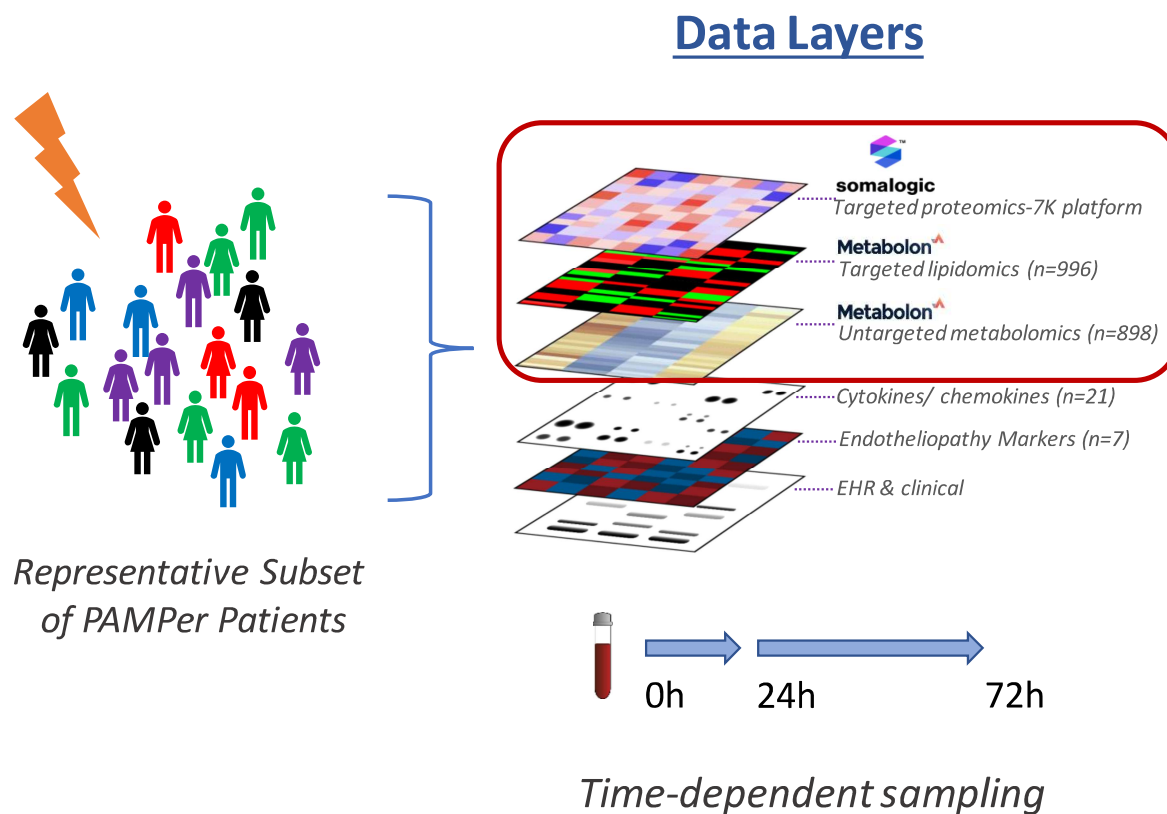 Data Layers
somalogic™
Targeted proteomics-7K platform
Metabolon
Targeted lipidomics (n=996)
Metabolon
Untargeted metabolomics (n=898)
Cytokines/ chemokines (n=21)
Endotheliopathy Markers (n=7)
EHR & clinical
Representative Subset
of PAMPer Patients
0h
24h
72h
Time-dependent sampling